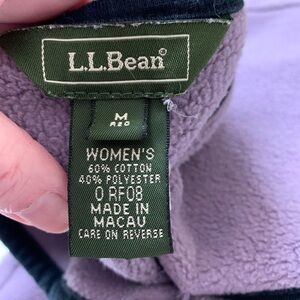 L.L.Bean®
M
REG
WOMEN'S
60% COTTON
40% POLYESTER
0 RF08
MADE IN
MACAU
CARE ON REVERSE